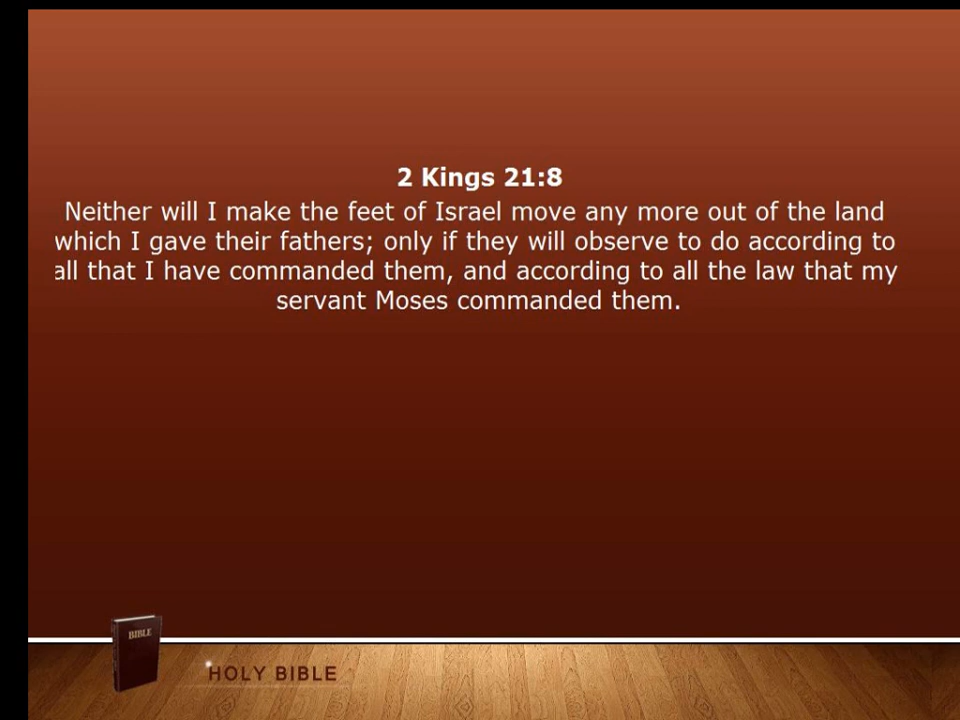 2 Kings 21:8
Neither will I make the feet of Israel move any more out of the land
which I gave their fathers; only if they will observe to do according to
all that I have commanded them, and according to all the law that my
servant Moses commanded them.
BIBLE
HOLY BIBLE